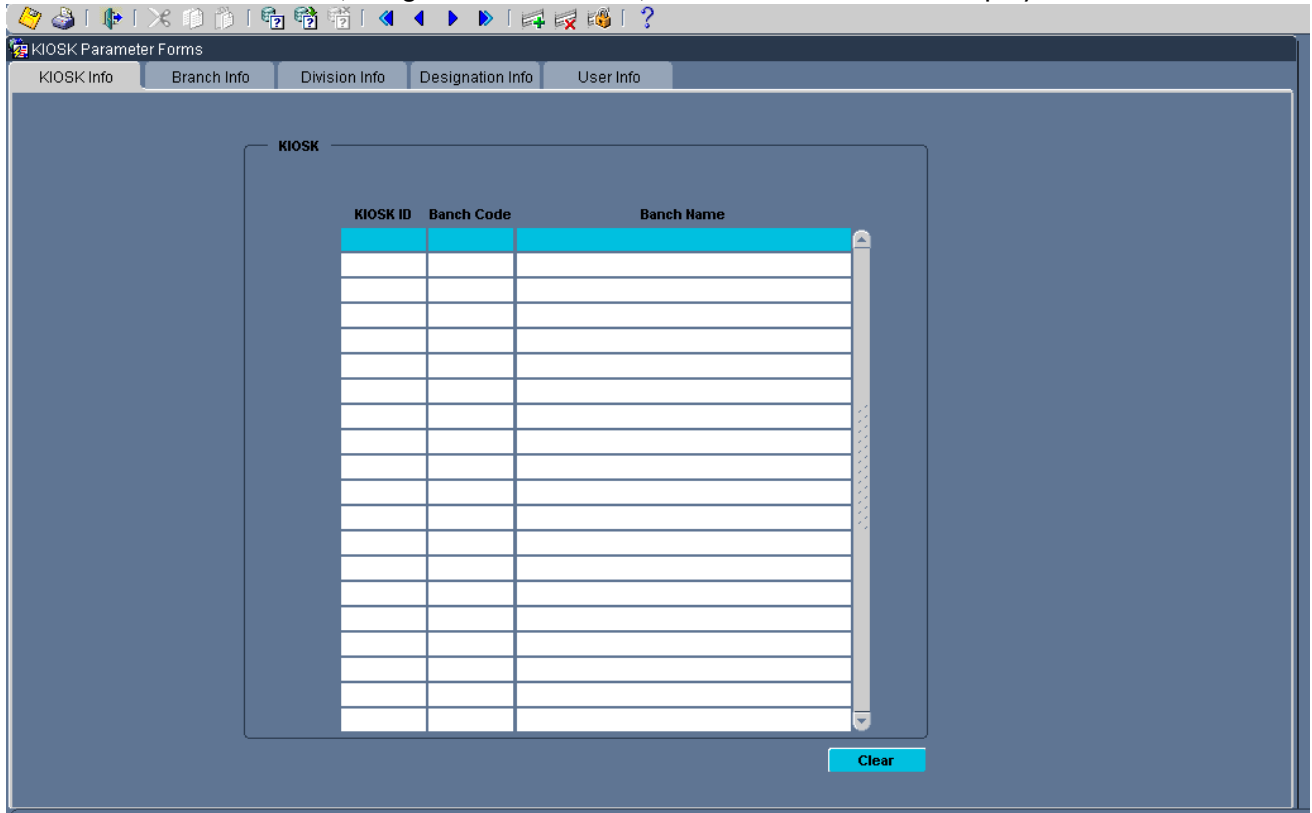 KIOSK Parameter Forms
KIOSK Info Branch Info Division Info Designation Info User Info
KIOSK
KIOSK ID Banch Code Banch Name
Clear